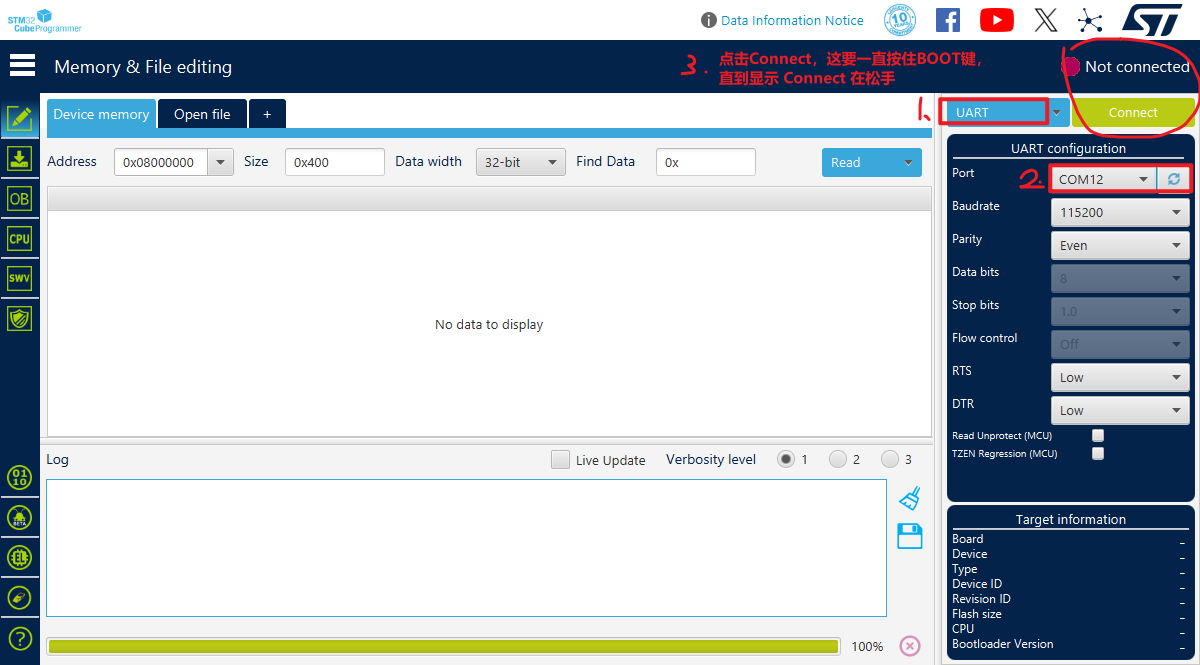 STM32
CubeProgrammer
Data Information Notice
10 YEARS
Memory & File editing
3. 点击Connect，这要一直按住BOOT键，
直到显示 Connect 在松手
Not connected
Device memory
Open file
+
1、
UART
Connect
Address
0x08000000
Size
0x400
Data width
32-bit
Find Data
0x
Read
No data to display
UART configuration
Port
2.
COM12
Baudrate
115200
Parity
Even
Data bits
8
Stop bits
1.0
Flow control
Off
RTS
Low
DTR
Low
Read Unprotect (MCU)
TZEN Regression (MCU)
OB
CPU
SWV
01
10
BETA
EL
?
Log
Live Update
Verbosity level
1
2
3
100%
Target information
Board -
Device -
Type -
Device ID -
Revision ID -
Flash size -
CPU -
Bootloader Version -